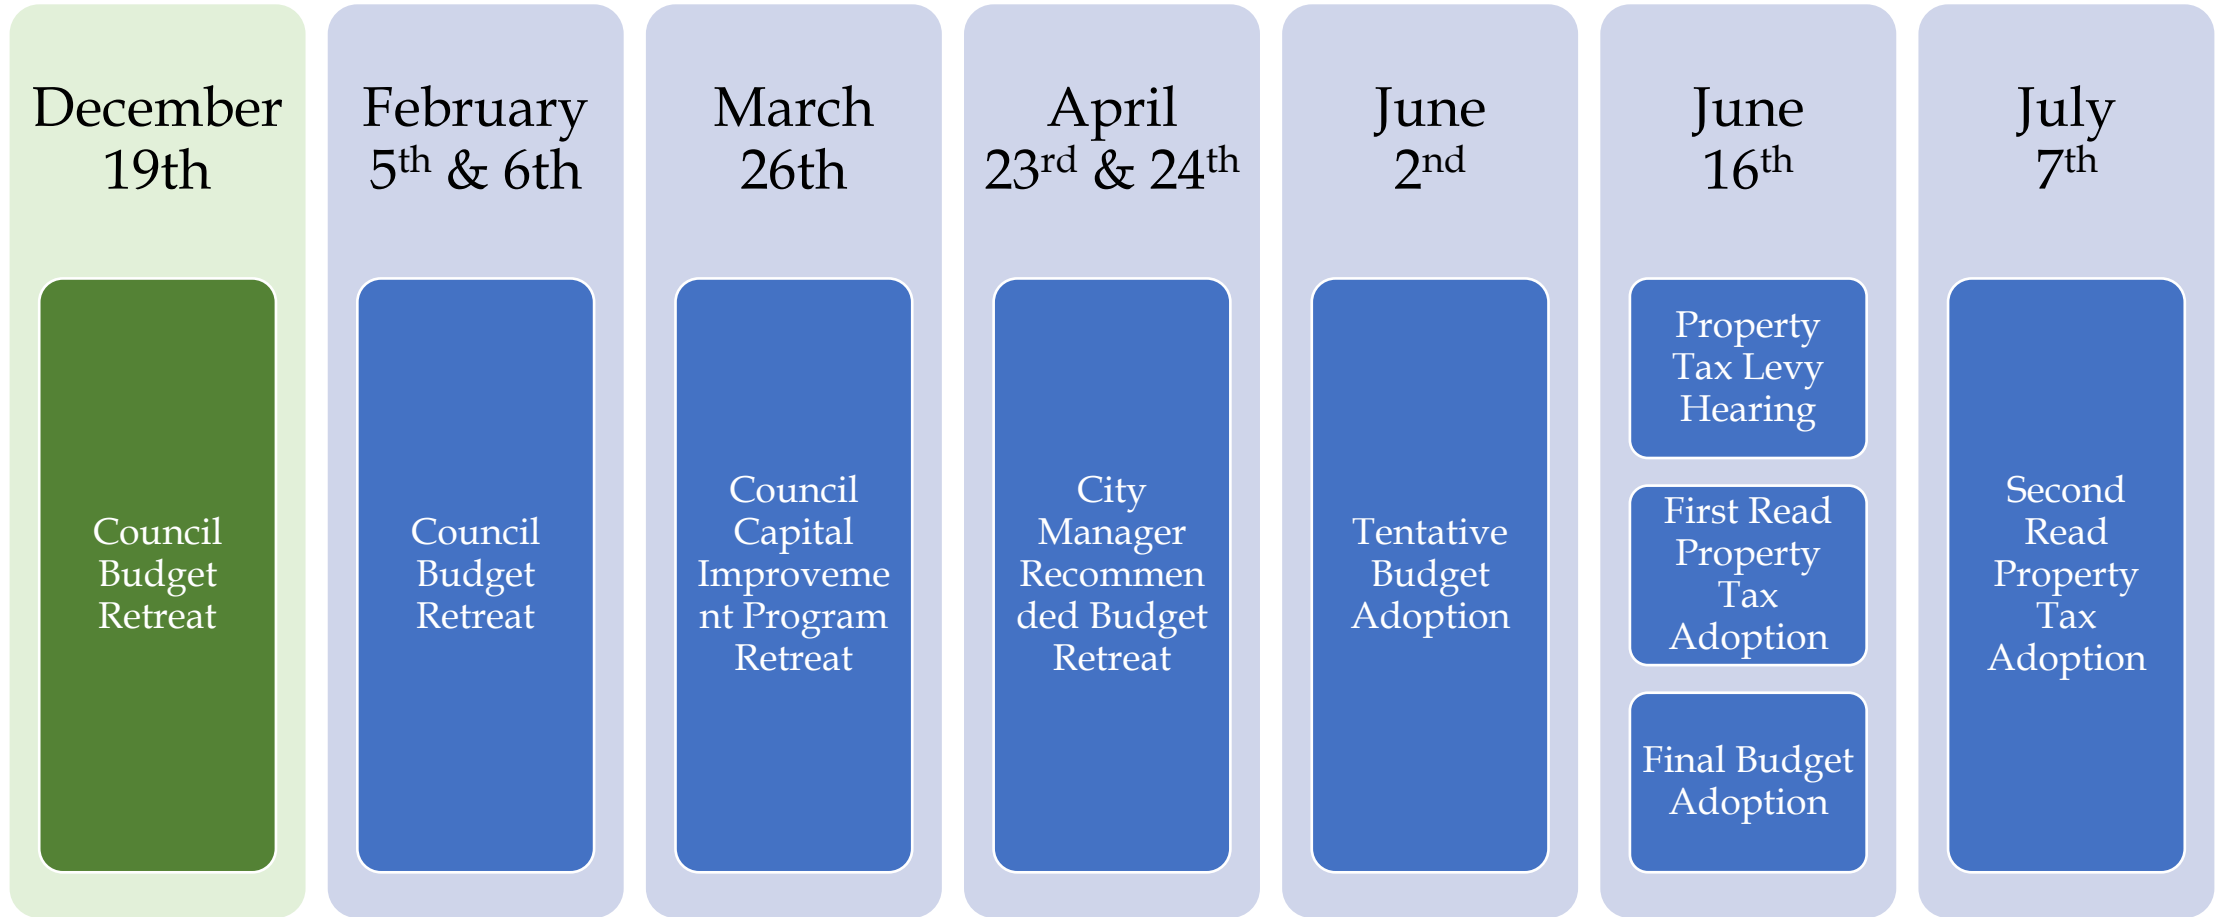 December
19th
Council
Budget
Retreat
February
5th & 6th
Council
Budget
Retreat
March
26th
Council
Capital
Improveme
nt Program
Retreat
April
23rd & 24th
City
Manager
Recommen
ded Budget
Retreat
June
2nd
Tentative
Budget
Adoption
June
16th
Property
Tax Levy
Hearing
First Read
Property
Tax
Adoption
Final Budget
Adoption
July
7th
Second
Read
Property
Tax
Adoption